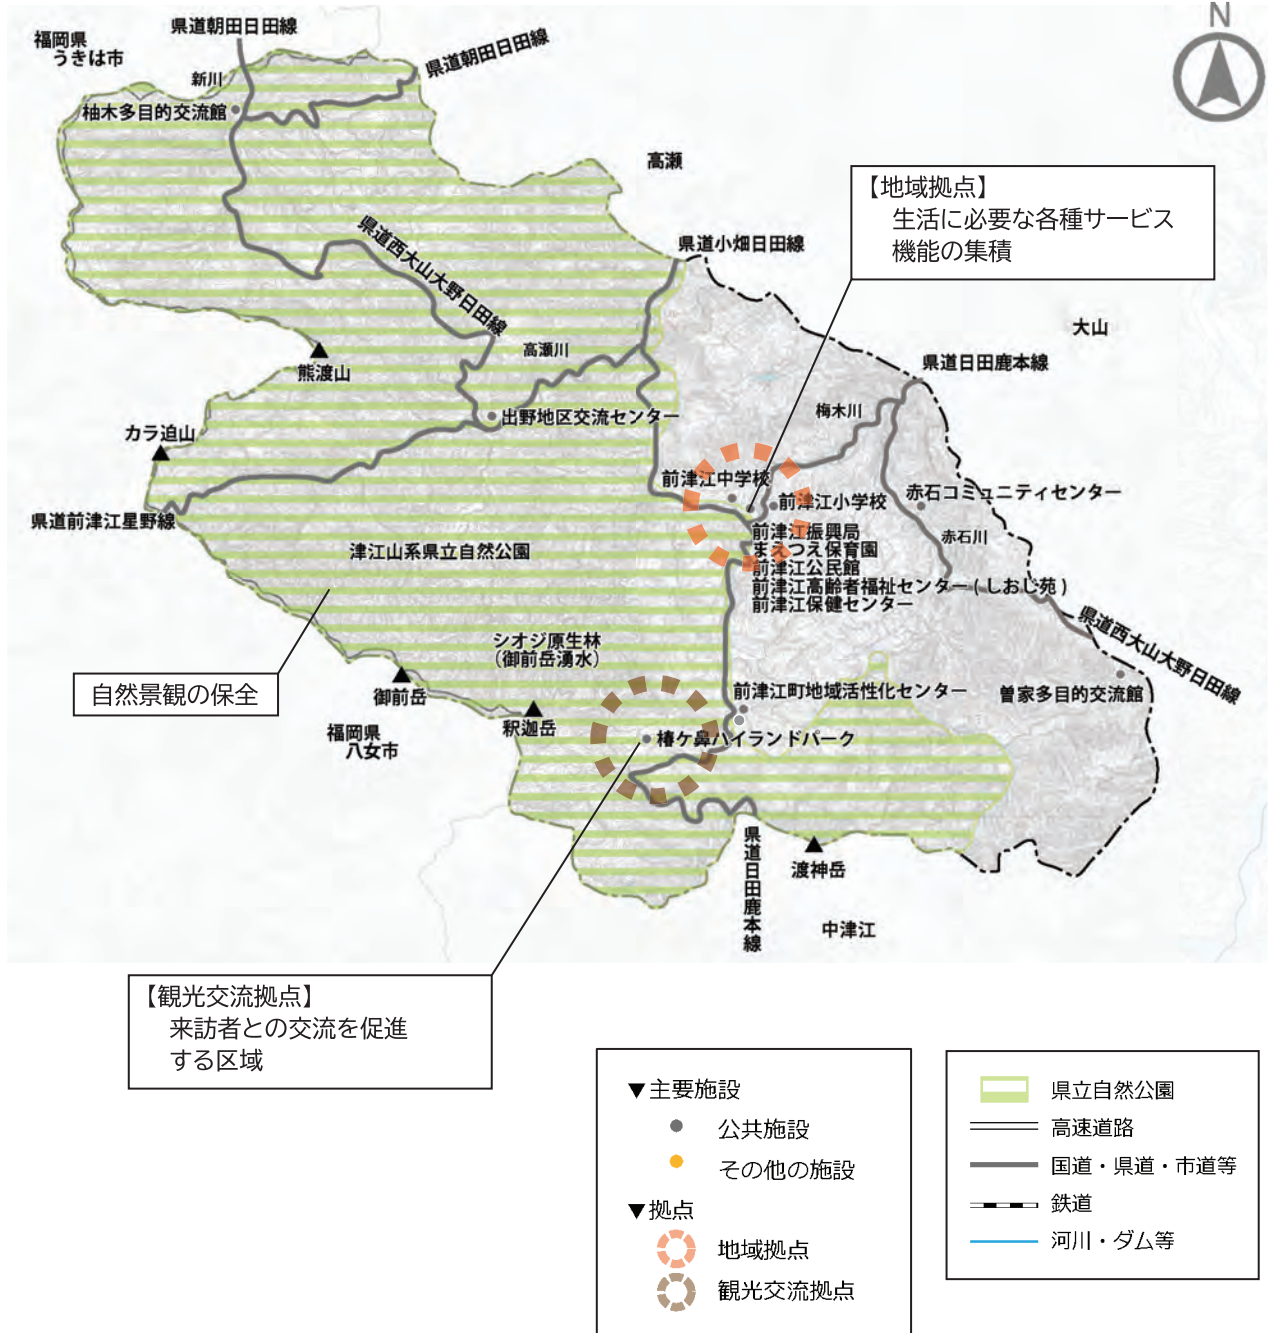 N
県道朝田日田線
福岡県
うきは市
県道朝田日田線
新川
柚木多目的交流館
高瀬
【地域拠点】
生活に必要な各種サービス
機能の集積
県道小畑日田線
県道西大山大野日田線
大山
高瀬川
県道日田鹿本線
熊渡山
梅木川
出野地区交流センター
カラ迫山
前津江中学校
前津江小学校
赤石コミュニティセンター
県道前津江星野線
前津江振興局
まえつえ保育園
前津江公民館
前津江高齢者福祉センター(しおじ苑)
前津江保健センター
赤石川
津江山系県立自然公園
県道西大山大野日田線
シオジ原生林
(御前岳湧水)
自然景観の保全
御前岳
前津江町地域活性化センター
曽家多目的交流館
釈迦岳
福岡県
八女市
椿ケ鼻ハイランドパーク
県道日田鹿本線
渡神岳
中津江
【観光交流拠点】
来訪者との交流を促進
する区域
▼主要施設
公共施設
その他の施設
▼拠点
地域拠点
観光交流拠点
県立自然公園
高速道路
国道・県道・市道等
鉄道
河川・ダム等